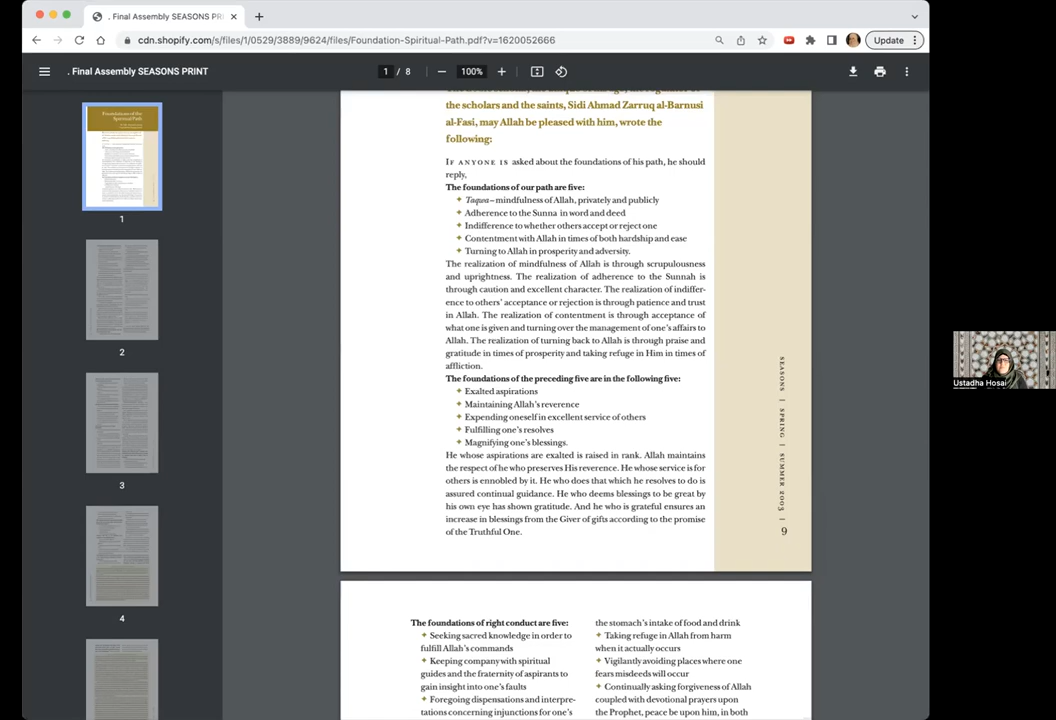 . Final Assembly SEASONS PRI
cdn.shopify.com/s/files/1/0529/3889/9624/files/Foundation-Spiritual-Path.pdf?v=1620052666
Update
. Final Assembly SEASONS PRINT
1 / 8
100%
Foundations of the
Spiritual Path
1
2
3
4
the scholars and the saints, Sidi Ahmad Zarruq al-Barnusi
al-Fasi, may Allah be pleased with him, wrote the
following:
IF ANYONE IS asked about the foundations of his path, he should
reply,
The foundations of our path are five:
Taqwa—mindfulness of Allah, privately and publicly
Adherence to the Sunna in word and deed
Indifference to whether others accept or reject one
Contentment with Allah in times of both hardship and ease
Turning to Allah in prosperity and adversity.
The realization of mindfulness of Allah is through scrupulousness
and uprightness. The realization of adherence to the Sunnah is
through caution and excellent character. The realization of indiffer-
ence to others' acceptance or rejection is through patience and trust
in Allah. The realization of contentment is through acceptance of
what one is given and turning over the management of one's affairs to
Allah. The realization of turning back to Allah is through praise and
gratitude in times of prosperity and taking refuge in Him in times of
affliction.
The foundations of the preceding five are in the following five:
Exalted aspirations
Maintaining Allah's reverence
Expending oneself in excellent service of others
Fulfilling one's resolves
Magnifying one's blessings.
He whose aspirations are exalted is raised in rank. Allah maintains
the respect of he who preserves His reverence. He whose service is for
others is ennobled by it. He who does that which he resolves to do is
assured continual guidance. He who deems blessings to be great by
his own eye has shown gratitude. And he who is grateful ensures an
increase in blessings from the Giver of gifts according to the promise
of the Truthful One.
SEASONS | SPRING | SUMMER 2003 |
9
The foundations of right conduct are five:
Seeking sacred knowledge in order to
fulfill Allah's commands
Keeping company with spiritual
guides and the fraternity of aspirants to
gain insight into one's faults
Foregoing dispensations and interpre-
tations concerning injunctions for one's
the stomach's intake of food and drink
Taking refuge in Allah from harm
when it actually occurs
Vigilantly avoiding places where one
fears misdeeds will occur
Continually asking forgiveness of Allah
coupled with devotional prayers upon
the Prophet, peace be upon him, in both
Ustadha Hosai